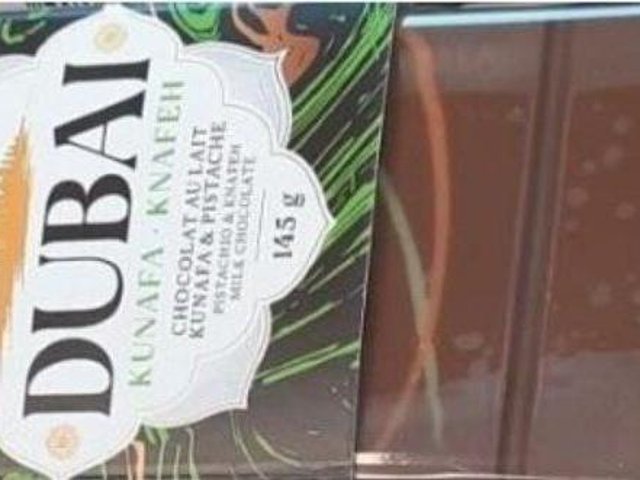 DUBAI
KUNAFA · KNAFEH
CHOCOLAT AU LAIT
KUNAFA & PISTACHE
PISTACHIO & KNAFEH
MILK CHOCOLATE
145 g